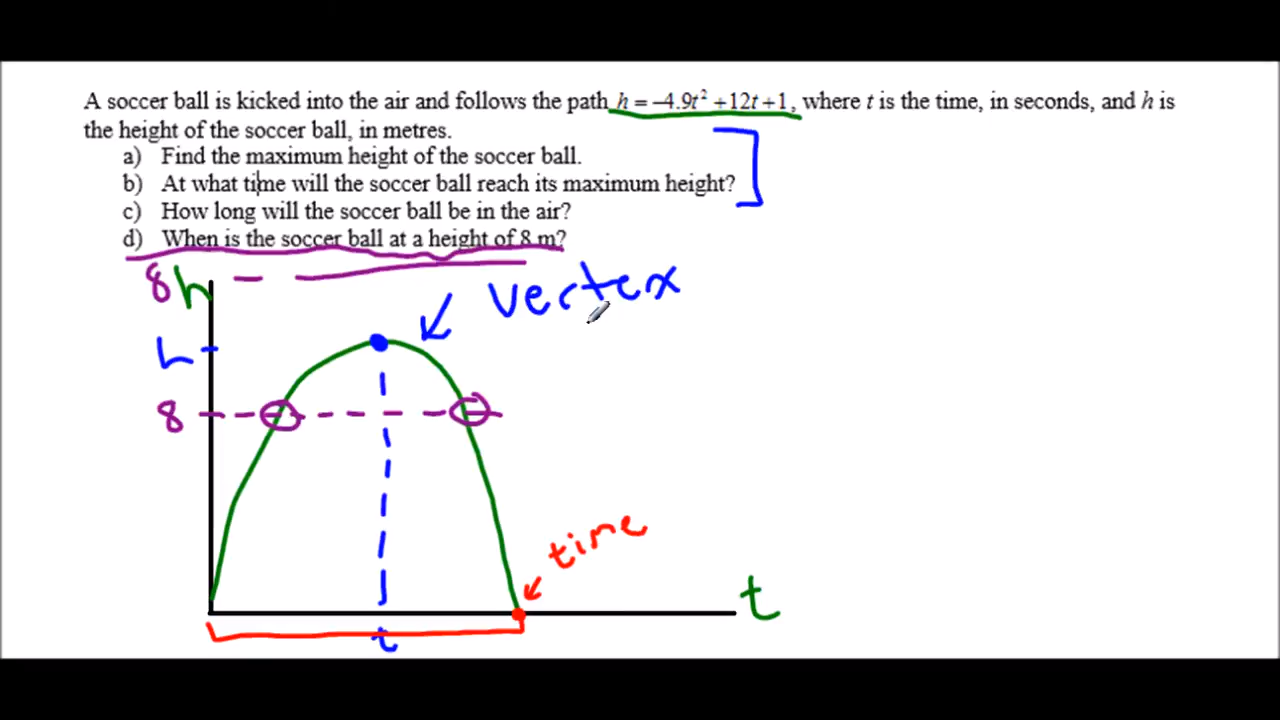 A soccer ball is kicked into the air and follows the path h = –4.9t² +12t +1, where t is the time, in seconds, and h is
the height of the soccer ball, in metres.
a) Find the maximum height of the soccer ball.
b) At what time will the soccer ball reach its maximum height?
c) How long will the soccer ball be in the air?
d) When is the soccer ball at a height of 8 m?
8 h
vertex
h
8
time
t
t